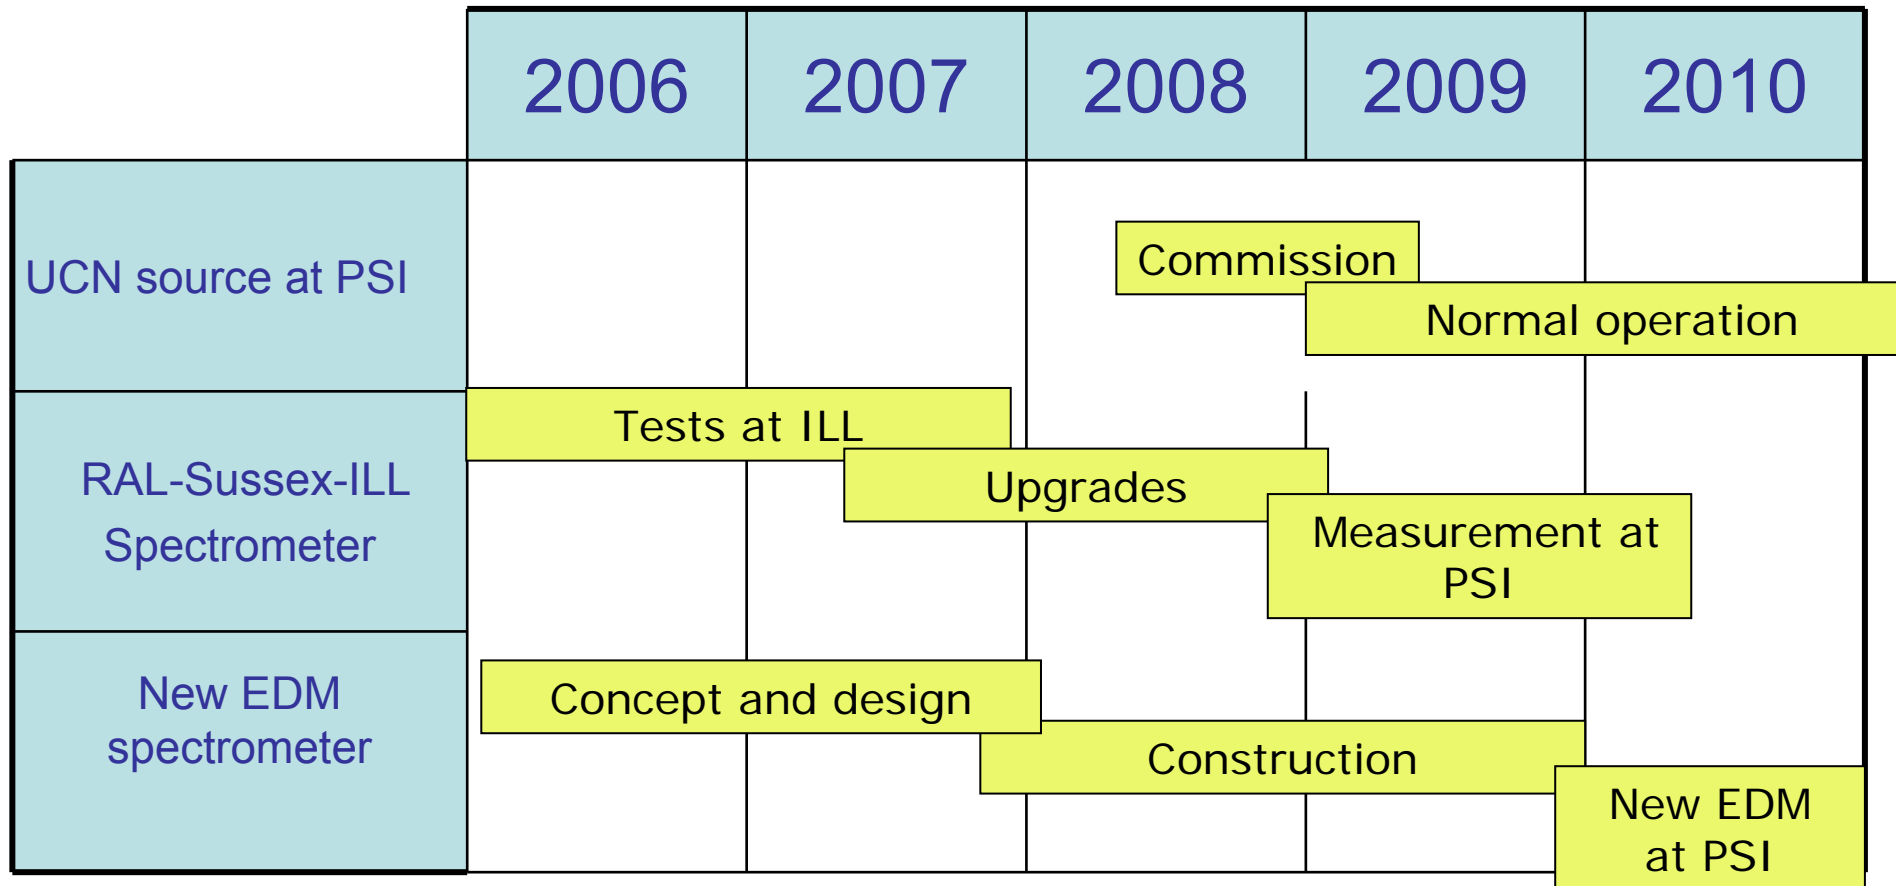 2006 2007 2008 2009 2010
UCN source at PSI
Commission
Normal operation
RAL-Sussex-ILL
Spectrometer
Tests at ILL
Upgrades
Measurement at
PSI
New EDM
spectrometer
Concept and design
Construction
New EDM
at PSI